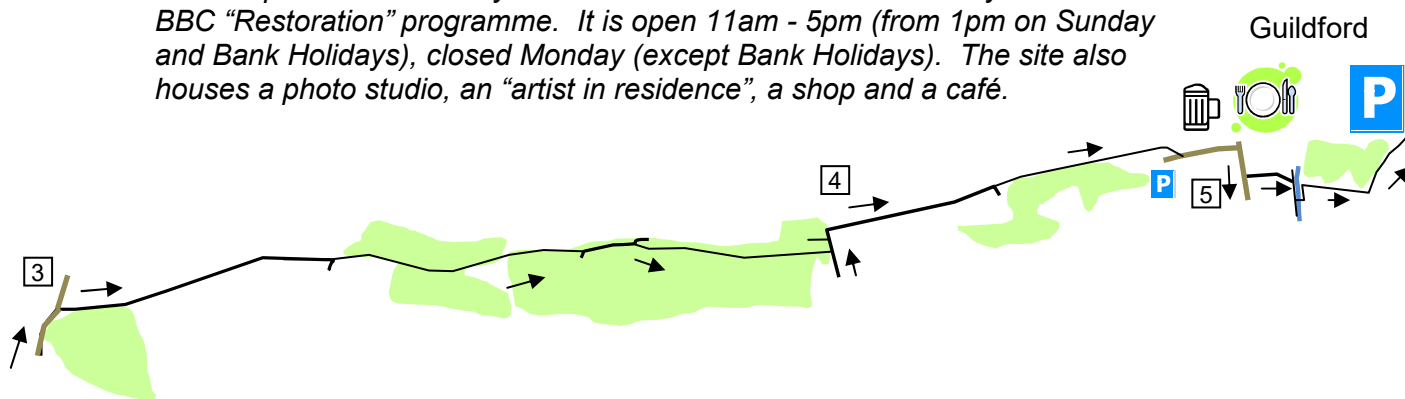 BBC “Restoration” programme.  It is open 11am - 5pm (from 1pm on Sunday
and Bank Holidays), closed Monday (except Bank Holidays).  The site also
houses a photo studio, an “artist in residence”, a shop and a café.
Guildford
P
4
P
5
3